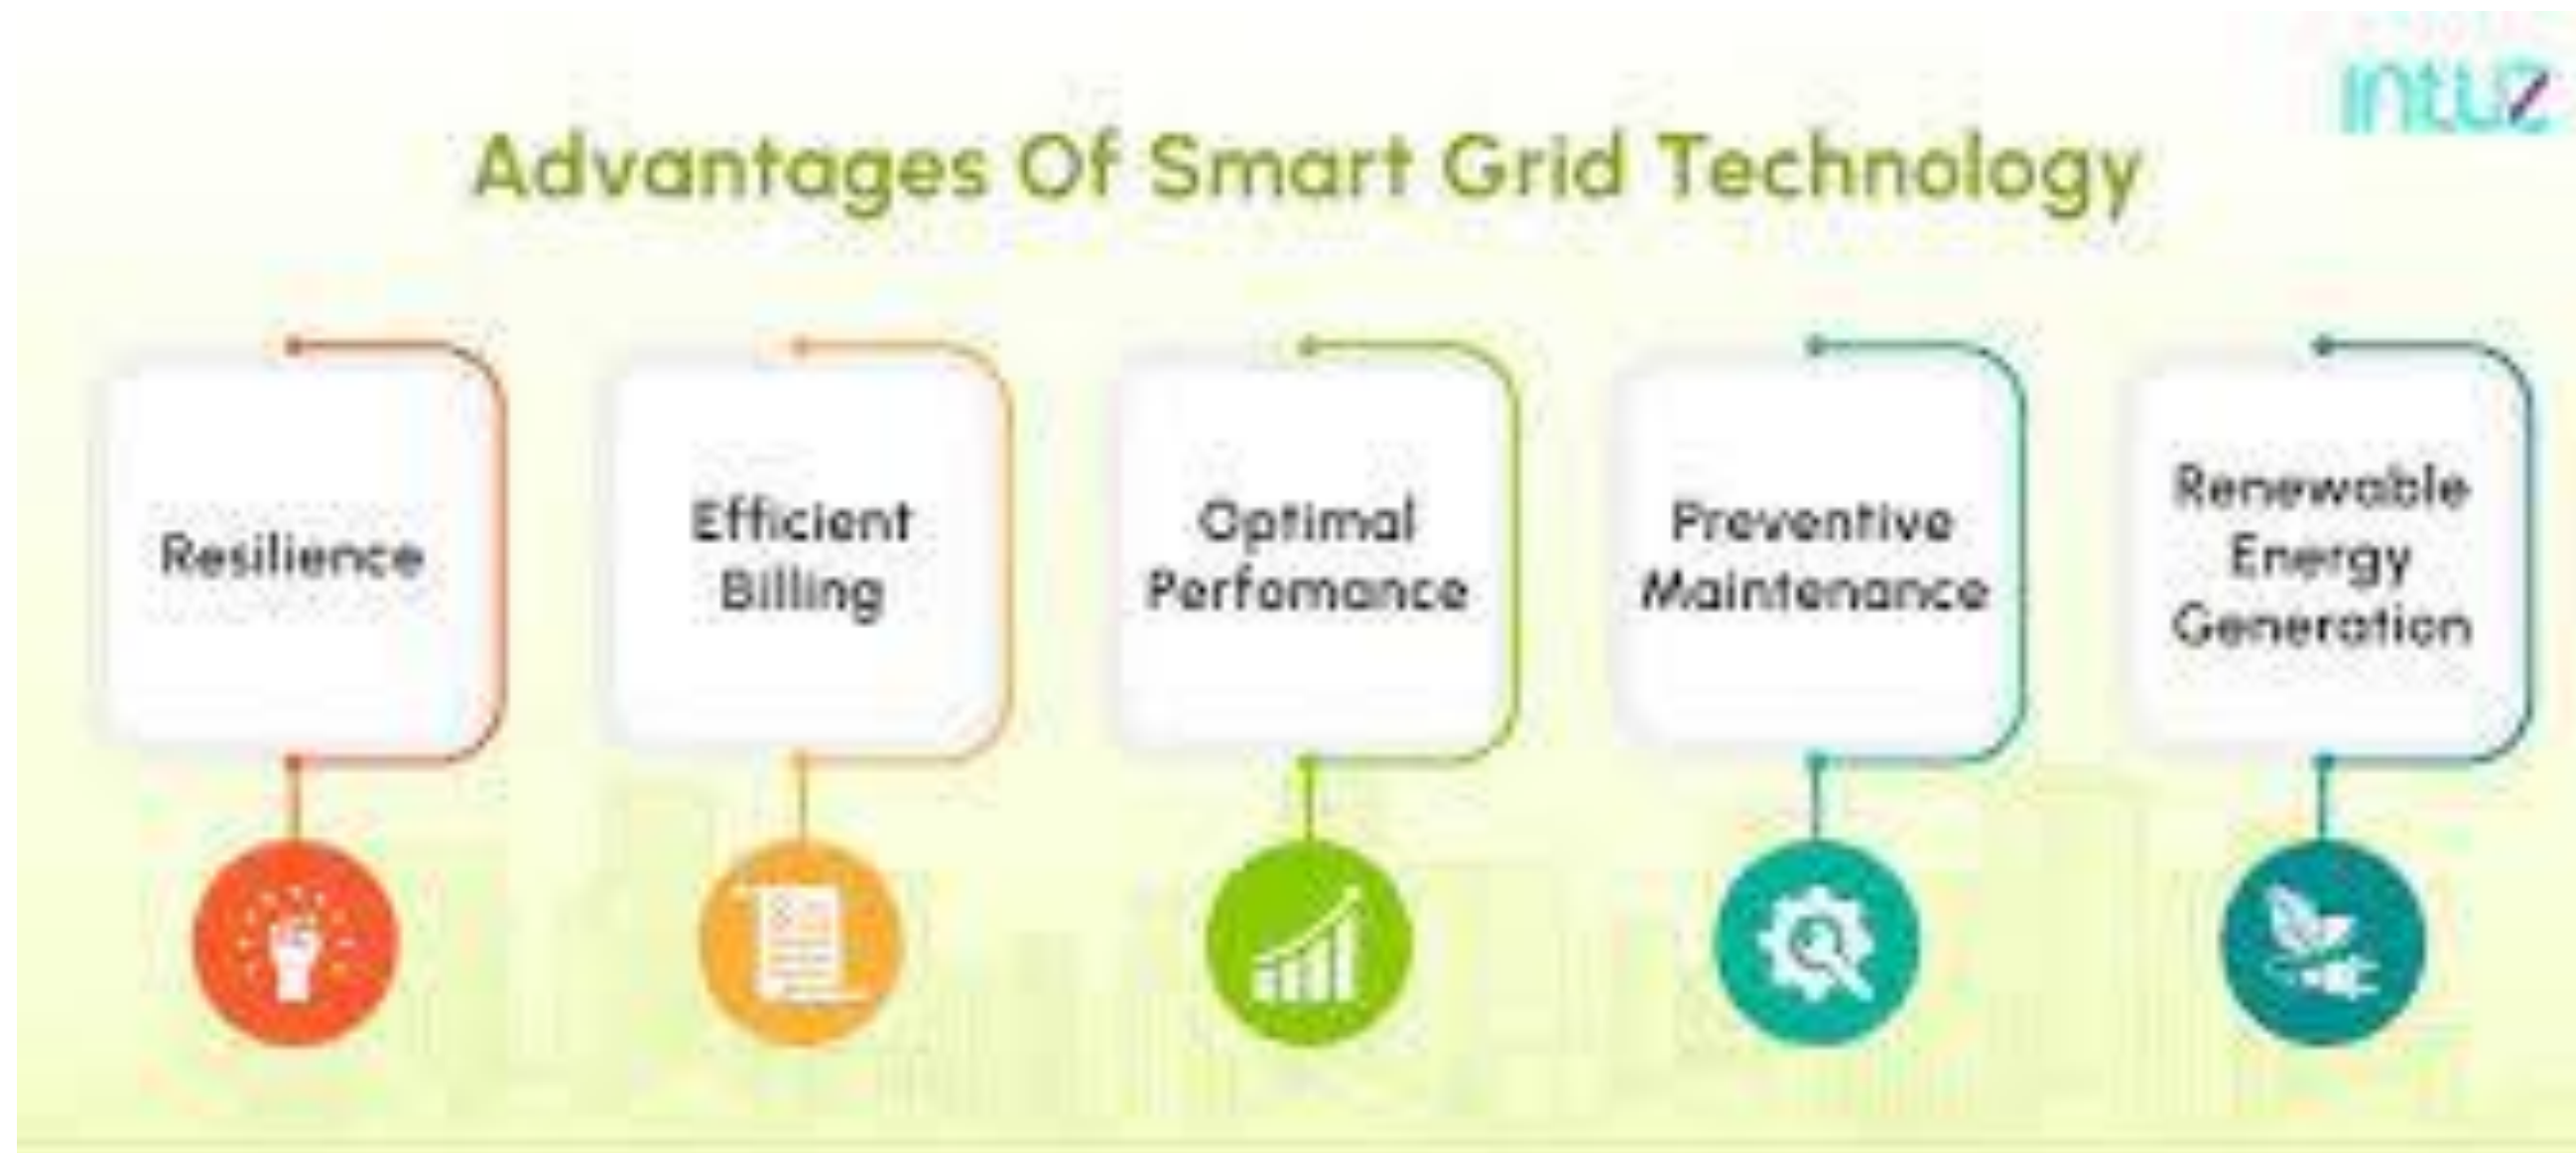 intuz
Advantages Of Smart Grid Technology
Resilience
Efficient
Billing
Optimal
Perfomance
Preventive
Maintenance
Renewable
Energy
Generation